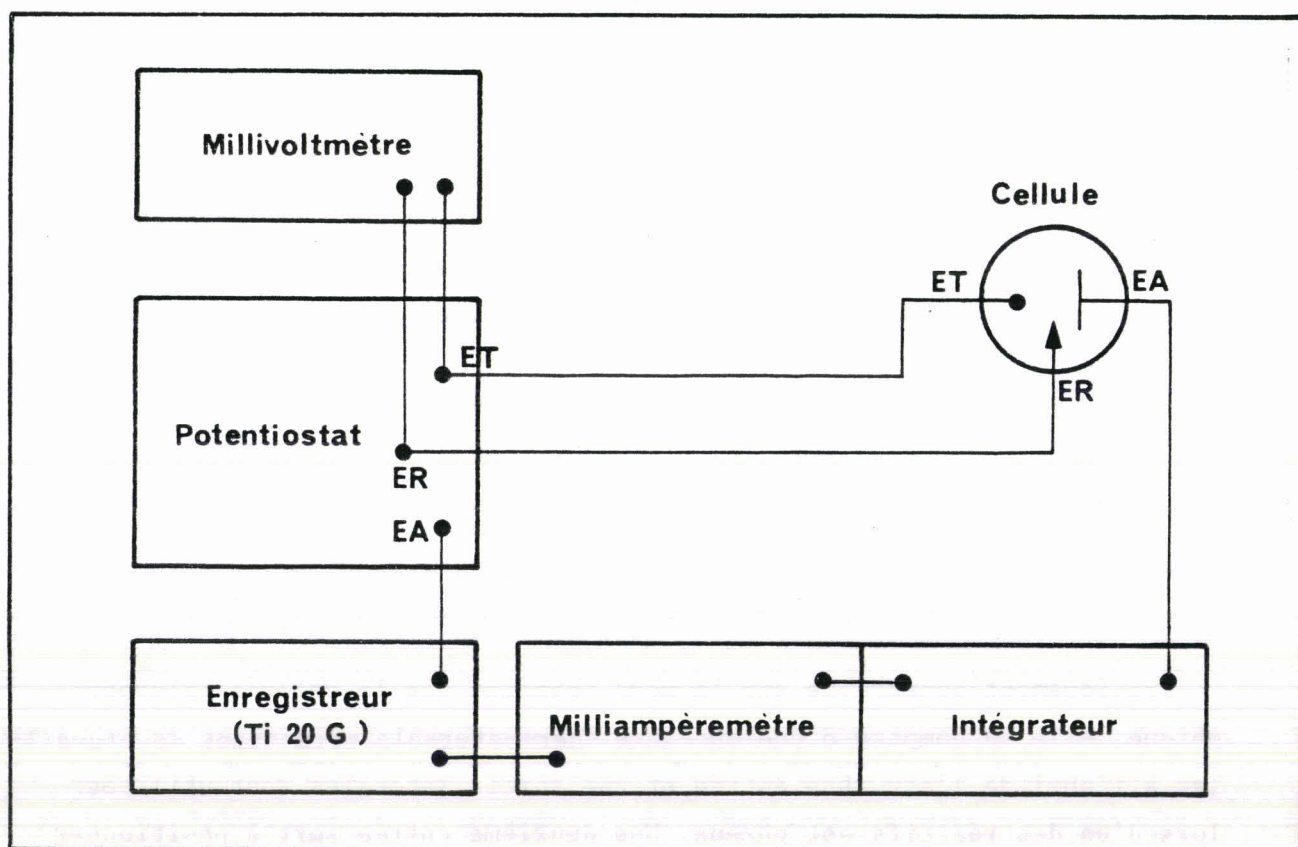 Millivoltmètre
Cellule
ET
EA
ET
ER
Potentiostat
ER
EA
Enregistreur
(Ti 20 G)
Milliampèremètre
Intégrateur